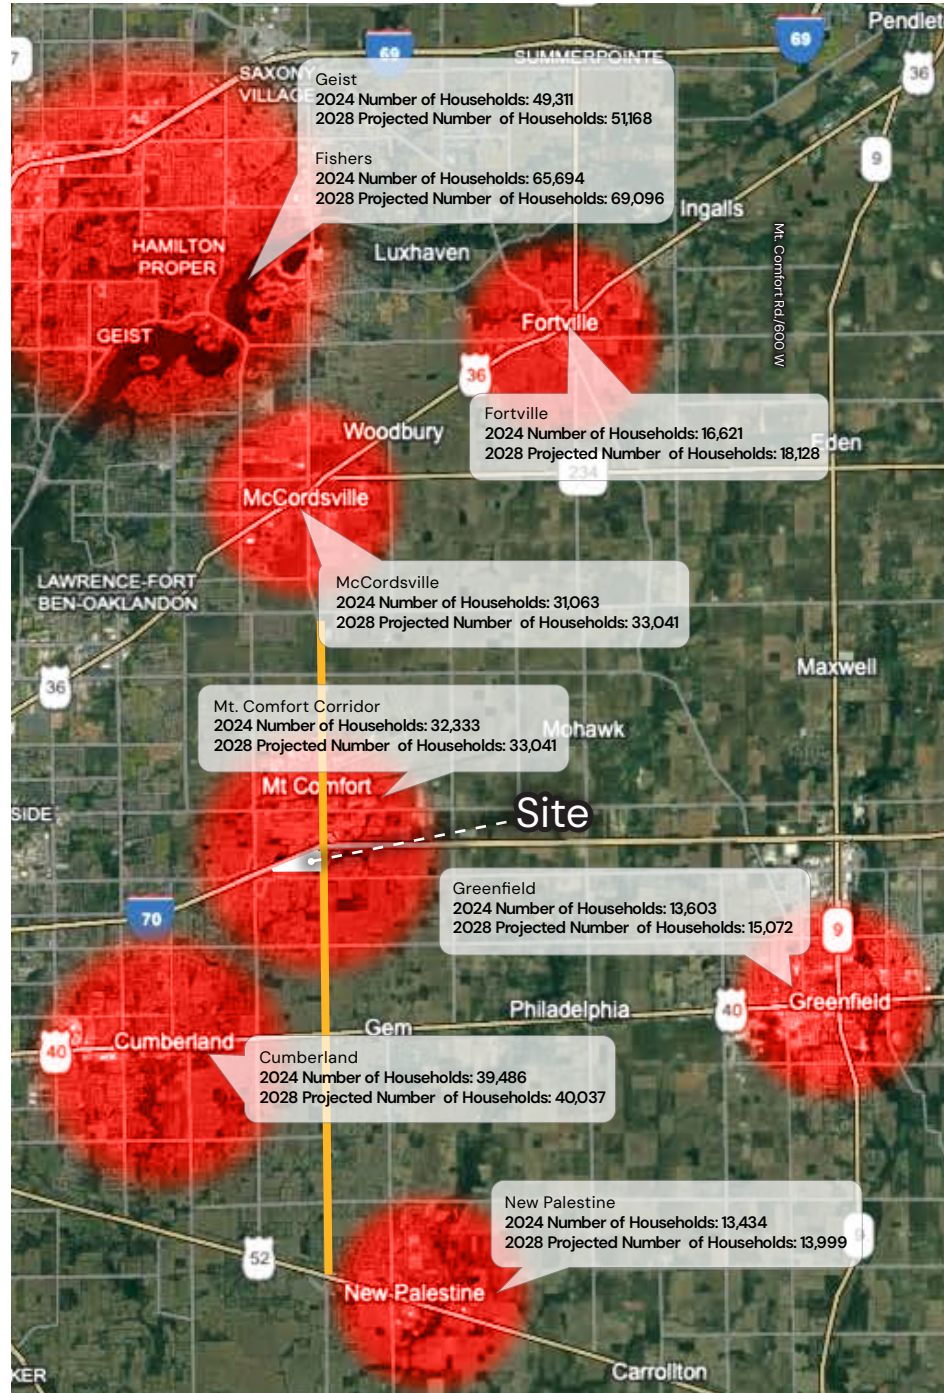 Pendlet
7
69
69
SUMMERPOINTE
36
SAXONY
VILLAGE
Geist
2024 Number of Households: 49,311
2028 Projected Number of Households: 51,168
Fishers
2024 Number of Households: 65,694
2028 Projected Number of Households: 69,096
9
Ingalls
Mt. Comfort Rd./600 W
HAMILTON
PROPER
Luxhaven
GEIST
Fortville
36
Fortville
2024 Number of Households: 16,621
2028 Projected Number of Households: 18,128
Woodbury
Eden
234
McCordsville
McCordsville
2024 Number of Households: 31,063
2028 Projected Number of Households: 33,041
LAWRENCE-FORT
BEN-OAKLANDON
36
Maxwell
Mt. Comfort Corridor
2024 Number of Households: 32,333
2028 Projected Number of Households: 33,041
Mohawk
Mt Comfort
SIDE
Site
Greenfield
2024 Number of Households: 13,603
2028 Projected Number of Households: 15,072
70
9
Greenfield
40
Philadelphia
Gem
Cumberland
40
Cumberland
2024 Number of Households: 39,486
2028 Projected Number of Households: 40,037
New Palestine
2024 Number of Households: 13,434
2028 Projected Number of Households: 13,999
9
52
New Palestine
Carrollton
KER